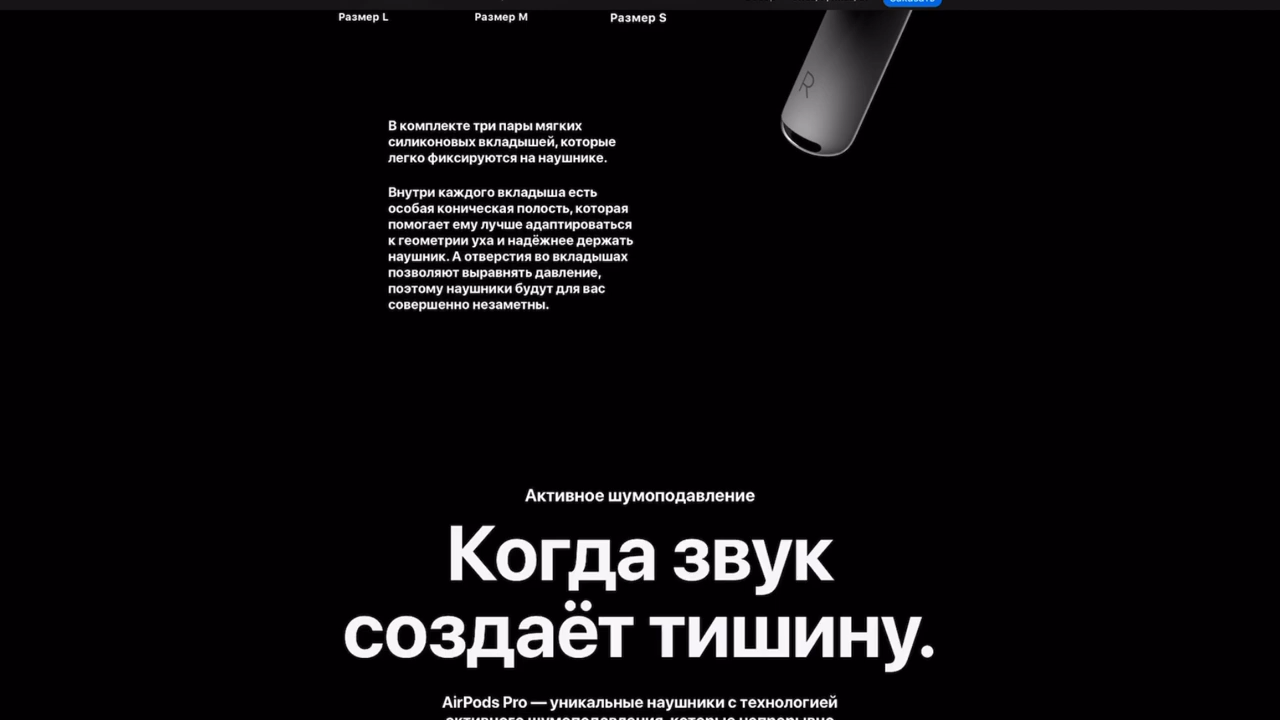 Размер L
Размер M
Размер S
R
В комплекте три пары мягких
силиконовых вкладышей, которые
легко фиксируются на наушнике.
Внутри каждого вкладыша есть
особая коническая полость, которая
помогает ему лучше адаптироваться
к геометрии уха и надёжнее держать
наушник. А отверстия во вкладышах
позволяют выравнять давление,
поэтому наушники будут для вас
совершенно незаметны.
Активное шумоподавление
Когда звук
создаёт тишину.
AirPods Pro — уникальные наушники с технологией